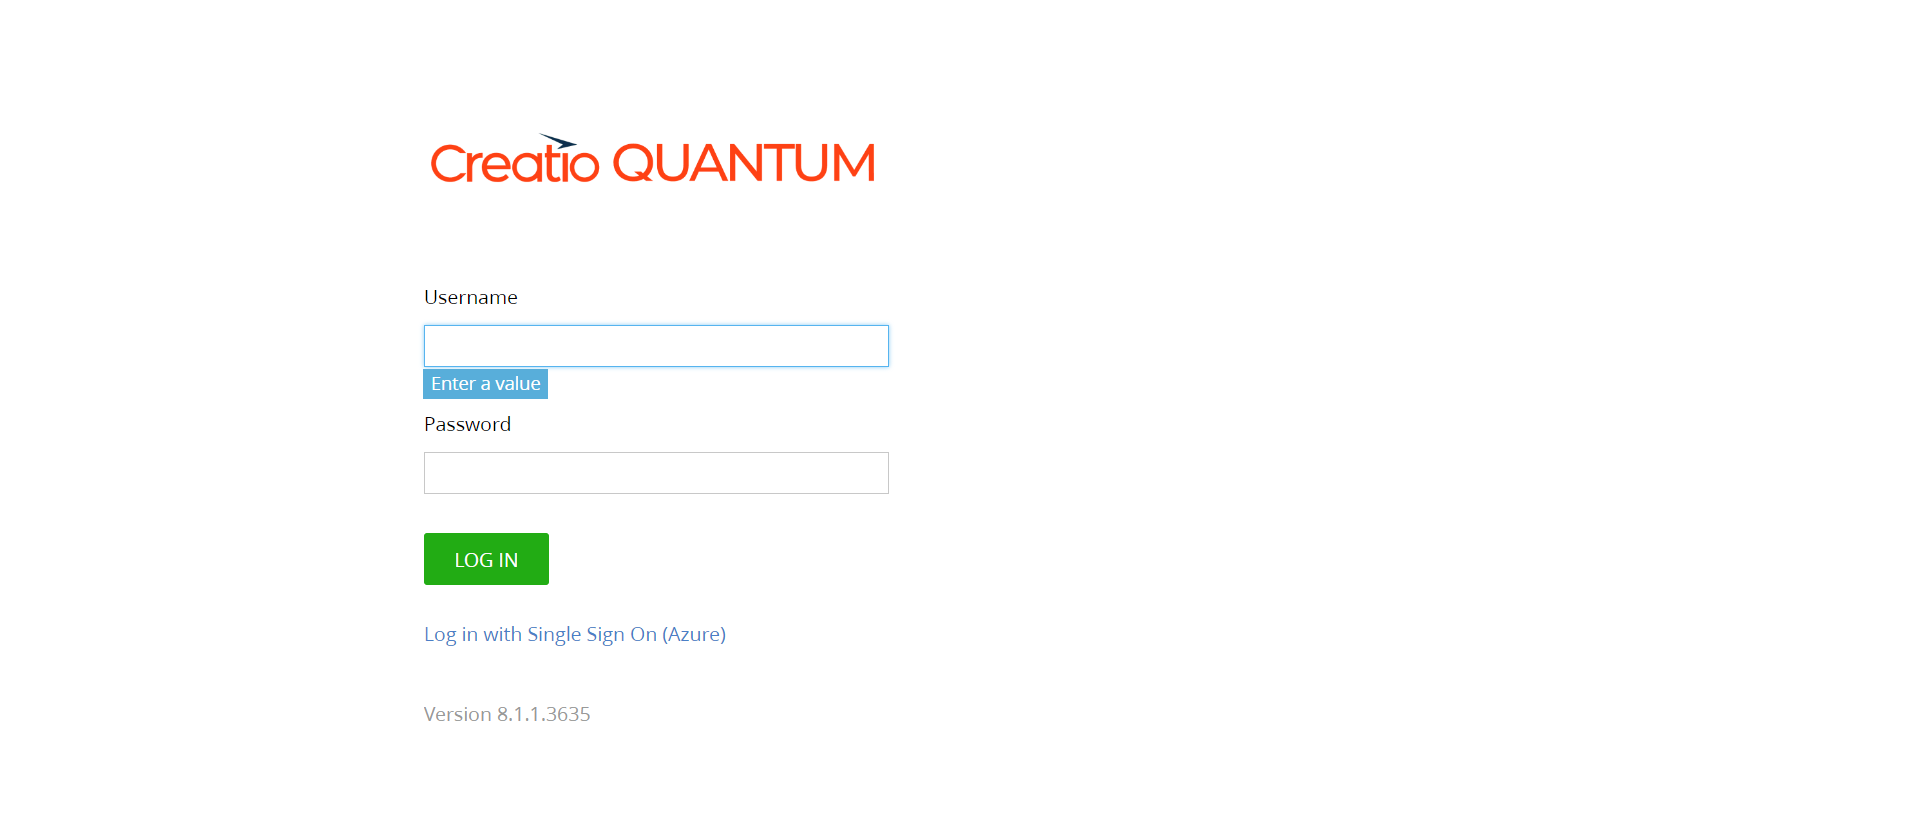 Creatio QUANTUM
Username
Enter a value
Password
LOG IN
Log in with Single Sign On (Azure)
Version 8.1.1.3635